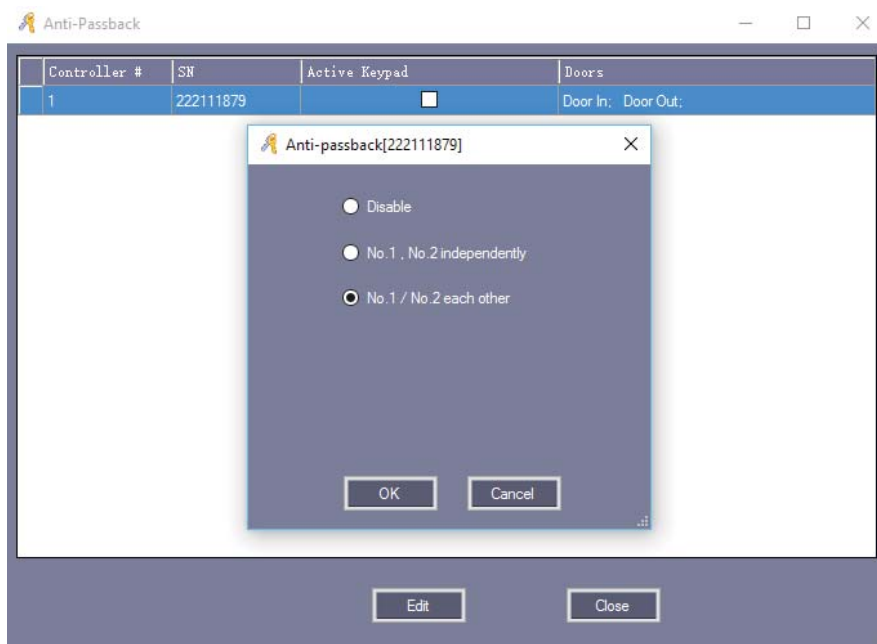 Anti-Passback
Controller # SN Active Keypad Doors
1 222111879 Door In; Door Out;
Anti-passback[222111879]
Disable
No.1 , No.2 independently
No.1 / No.2 each other
OK Cancel
Edit Close